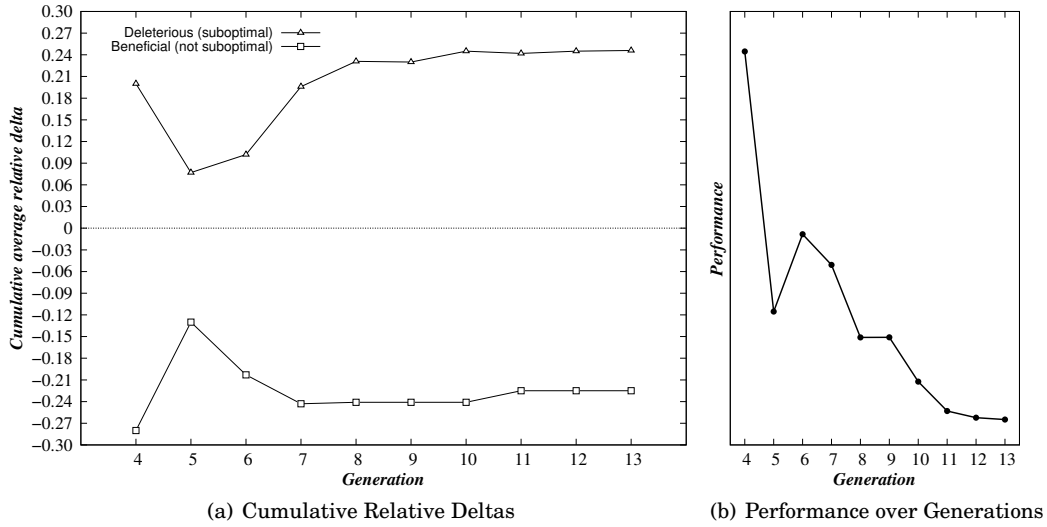 0.30
0.27
0.24
0.21
0.18
0.15
0.12
0.09
0.06
0.03
0
−0.03
−0.06
−0.09
−0.12
−0.15
−0.18
−0.21
−0.24
−0.27
−0.30
Cumulative average relative delta
Deleterious (suboptimal)
Beneficial (not suboptimal)
4 5 6 7 8 9 10 11 12 13
Generation
(a) Cumulative Relative Deltas
Performance
4 5 6 7 8 9 10 11 12 13
Generation
(b) Performance over Generations